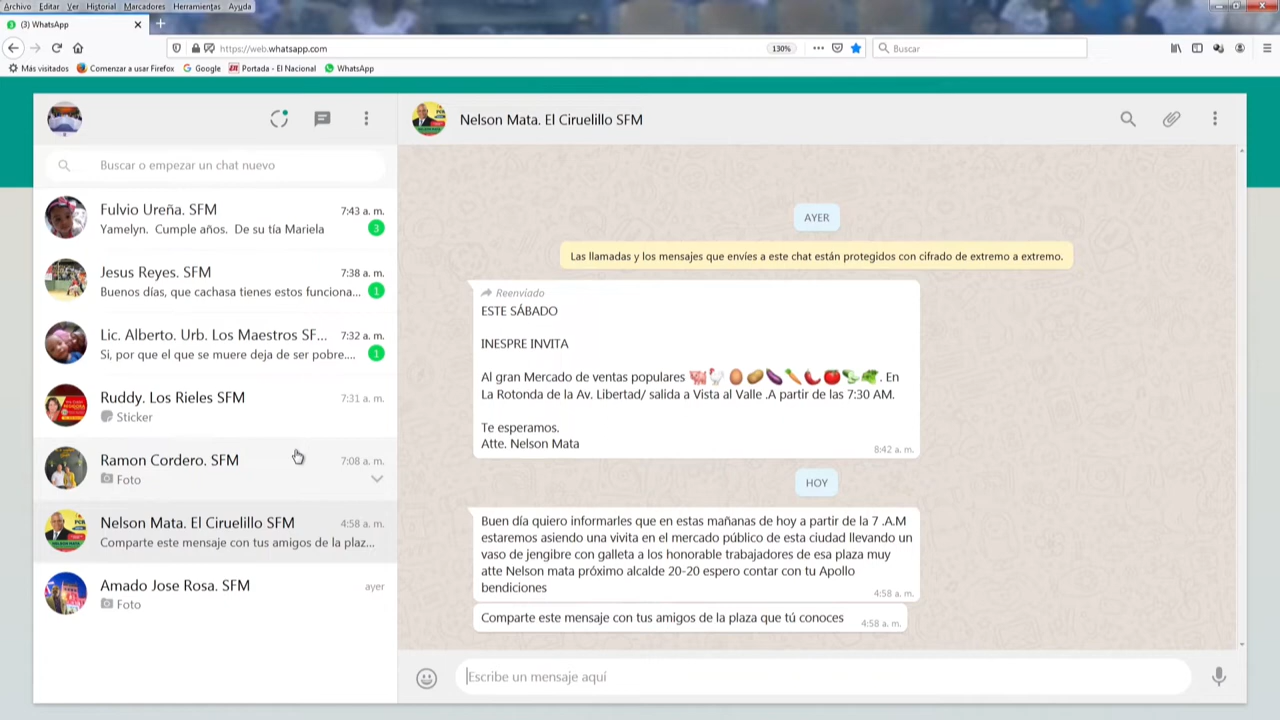 Archivo Editar Ver Historial Marcadores Herramientas Ayuda
(3) WhatsApp
https://web.whatsapp.com
130%
Buscar
Más visitados Comenzar a usar Firefox Google Portada - El Nacional WhatsApp
Nelson Mata. El Ciruelillo SFM
Buscar o empezar un chat nuevo
Fulvio Ureña. SFM 7:43 a. m.
Yamelyn. Cumple años. De su tía Mariela 3
Jesus Reyes. SFM 7:38 a. m.
Buenos días, que cachasa tienes estos funciona... 1
Lic. Alberto. Urb. Los Maestros SF... 7:32 a. m.
Si, por que el que se muere deja de ser pobre.... 1
Ruddy. Los Rieles SFM 7:31 a. m.
Sticker
Ramon Cordero. SFM 7:08 a. m.
Foto
Nelson Mata. El Ciruelillo SFM 4:58 a. m.
Comparte este mensaje con tus amigos de la plaz...
Amado Jose Rosa. SFM ayer
Foto
AYER
Las llamadas y los mensajes que envíes a este chat están protegidos con cifrado de extremo a extremo.
Reenviado
ESTE SÁBADO
INESPRE INVITA
Al gran Mercado de ventas populares 🐖🐓🥚🥔🍆🥕🌶🍅🥦🥬. En
La Rotonda de la Av. Libertad/ salida a Vista al Valle .A partir de las 7:30 AM.
Te esperamos.
Atte. Nelson Mata
8:42 a. m.
HOY
Buen día quiero informarles que en estas mañanas de hoy a partir de la 7 .A.M
estaremos asiendo una vivita en el mercado público de esta ciudad llevando un
vaso de jengibre con galleta a los honorable trabajadores de esa plaza muy
atte Nelson mata próximo alcalde 20-20 espero contar con tu Apollo
bendiciones
4:58 a. m.
Comparte este mensaje con tus amigos de la plaza que tú conoces 4:58 a. m.
Escribe un mensaje aquí